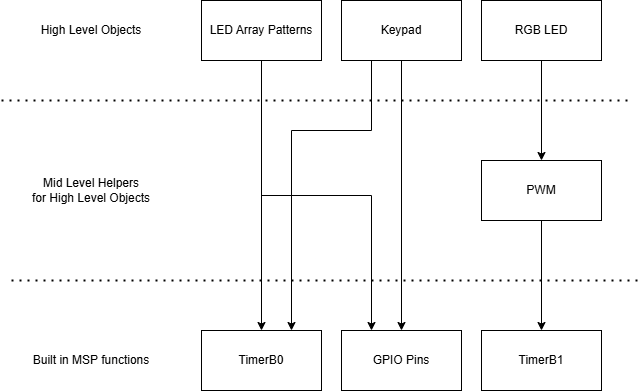 High Level Objects
LED Array Patterns
Keypad
RGB LED
Mid Level Helpers
for High Level Objects
PWM
Built in MSP functions
TimerB0
GPIO Pins
TimerB1